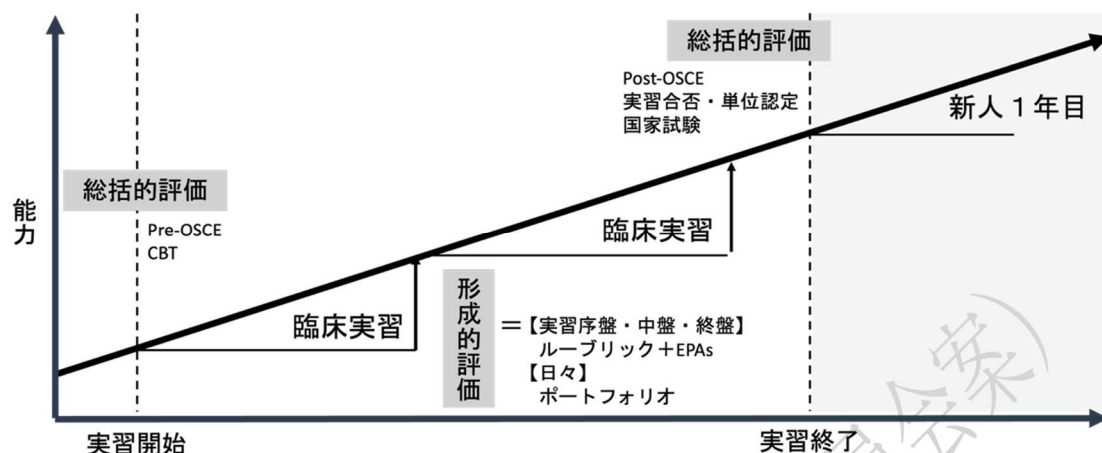 総括的評価
Post-OSCE
実習合否・単位認定
国家試験
新人１年目
総括的評価
Pre-OSCE
CBT
能力
臨床実習
臨床実習
形成的評価
＝【実習序盤・中盤・終盤】
ルーブリック＋EPAs
【日々】
ポートフォリオ
実習開始
実習終了
会案）